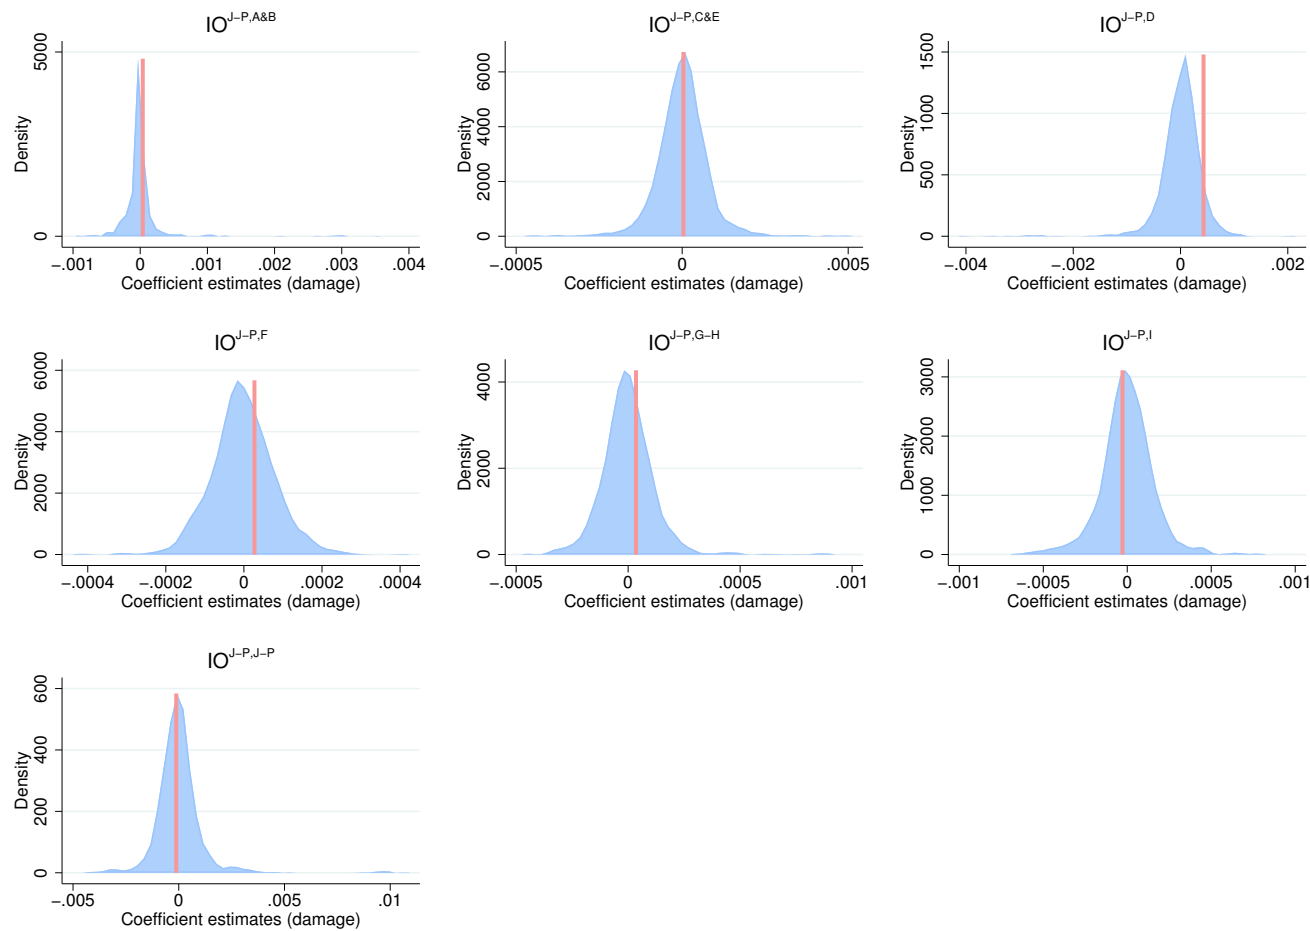 IO^J−P,A&B
Density
5000
0
−.001 0 .001 .002 .003 .004
Coefficient estimates (damage)
IO^J−P,C&E
Density
6000
4000
2000
0
−.0005 0 .0005
Coefficient estimates (damage)
IO^J−P,D
Density
1500
1000
500
0
−.004 −.002 0 .002
Coefficient estimates (damage)
IO^J−P,F
Density
6000
4000
2000
0
−.0004 −.0002 0 .0002 .0004
Coefficient estimates (damage)
IO^J−P,G−H
Density
4000
2000
0
−.0005 0 .0005 .001
Coefficient estimates (damage)
IO^J−P,I
Density
3000
2000
1000
0
−.001 −.0005 0 .0005 .001
Coefficient estimates (damage)
IO^J−P,J−P
Density
600
400
200
0
−.005 0 .005 .01
Coefficient estimates (damage)